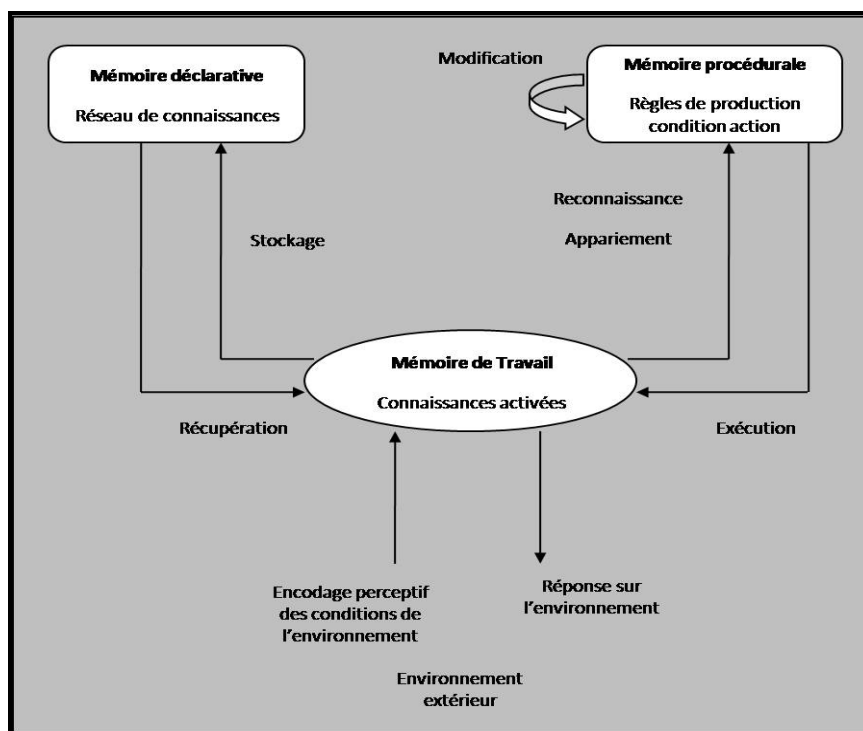 Mémoire déclarative
Réseau de connaissances
Modification
Mémoire procédurale
Règles de production
condition action
Stockage
Reconnaissance
Appariement
Mémoire de Travail
Connaissances activées
Récupération
Exécution
Encodage perceptif
des conditions de
l'environnement
Réponse sur
l'environnement
Environnement
extérieur